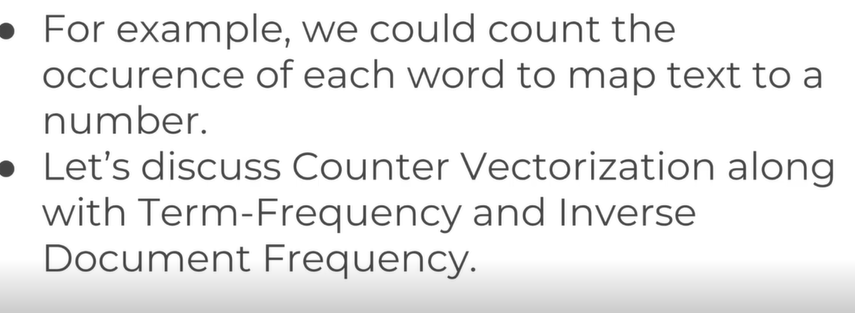 ● For example, we could count the
occurence of each word to map text to a
number.
● Let’s discuss Counter Vectorization along
with Term-Frequency and Inverse
Document Frequency.